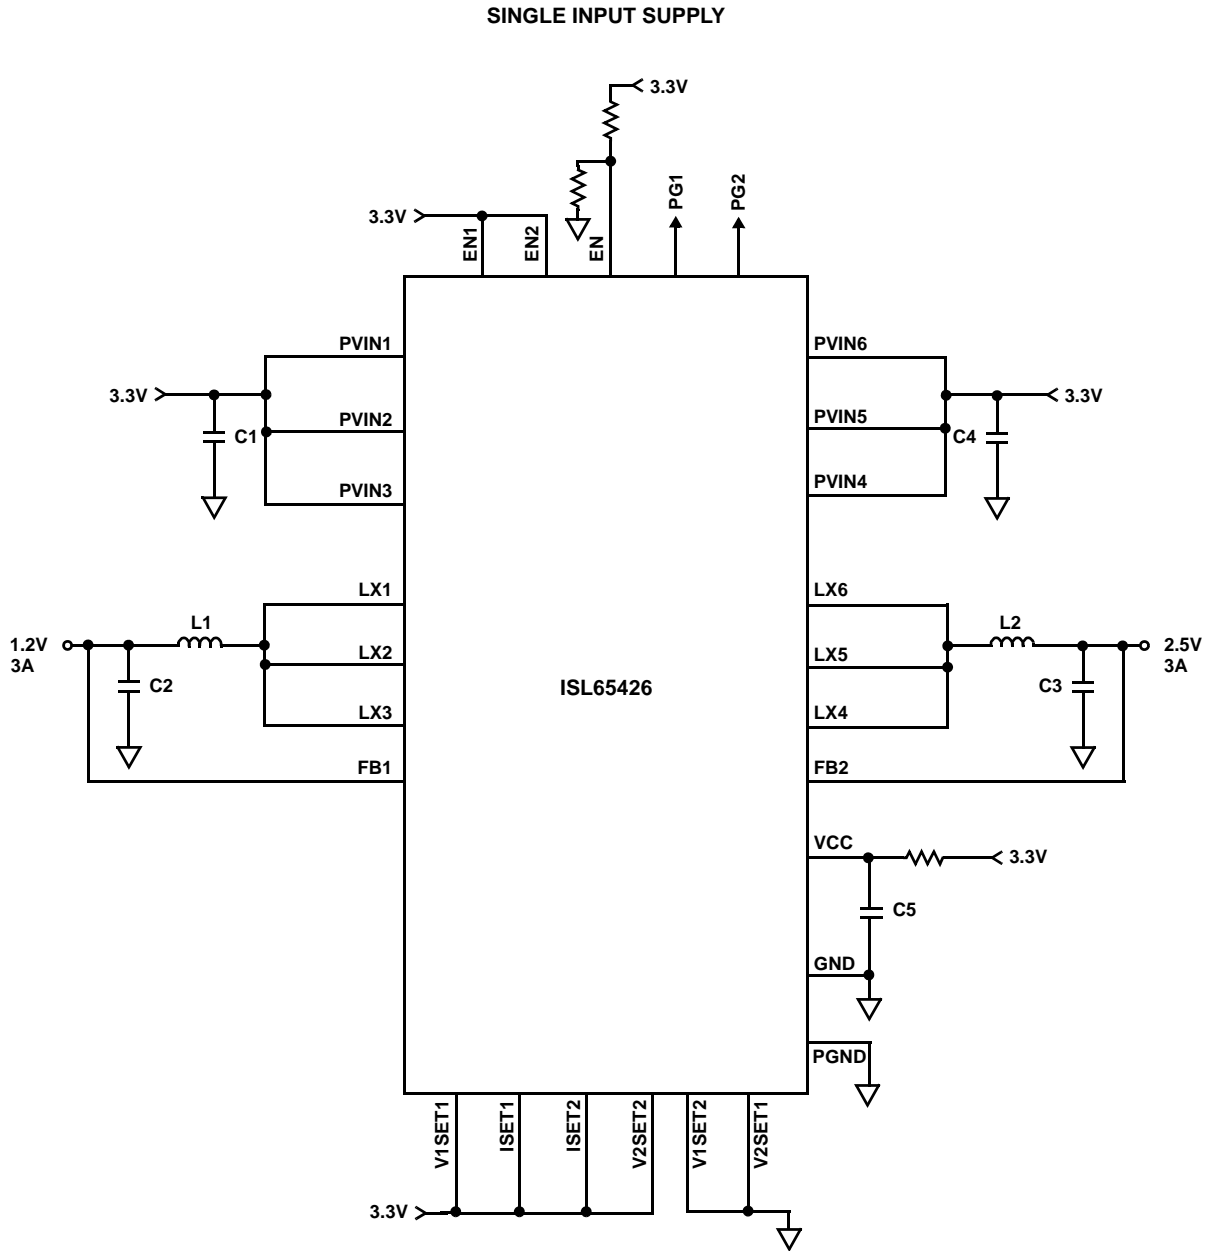 SINGLE INPUT SUPPLY
3.3V
PG1
PG2
3.3V
EN1
EN2
EN
PVIN1
PVIN6
3.3V
3.3V
PVIN2
PVIN5
C1
C4
PVIN3
PVIN4
LX1
LX6
L1
L2
1.2V
3A
2.5V
3A
LX2
LX5
C2
ISL65426
C3
LX3
LX4
FB1
FB2
VCC
3.3V
C5
GND
PGND
V1SET1
ISET1
ISET2
V2SET2
V1SET2
V2SET1
3.3V